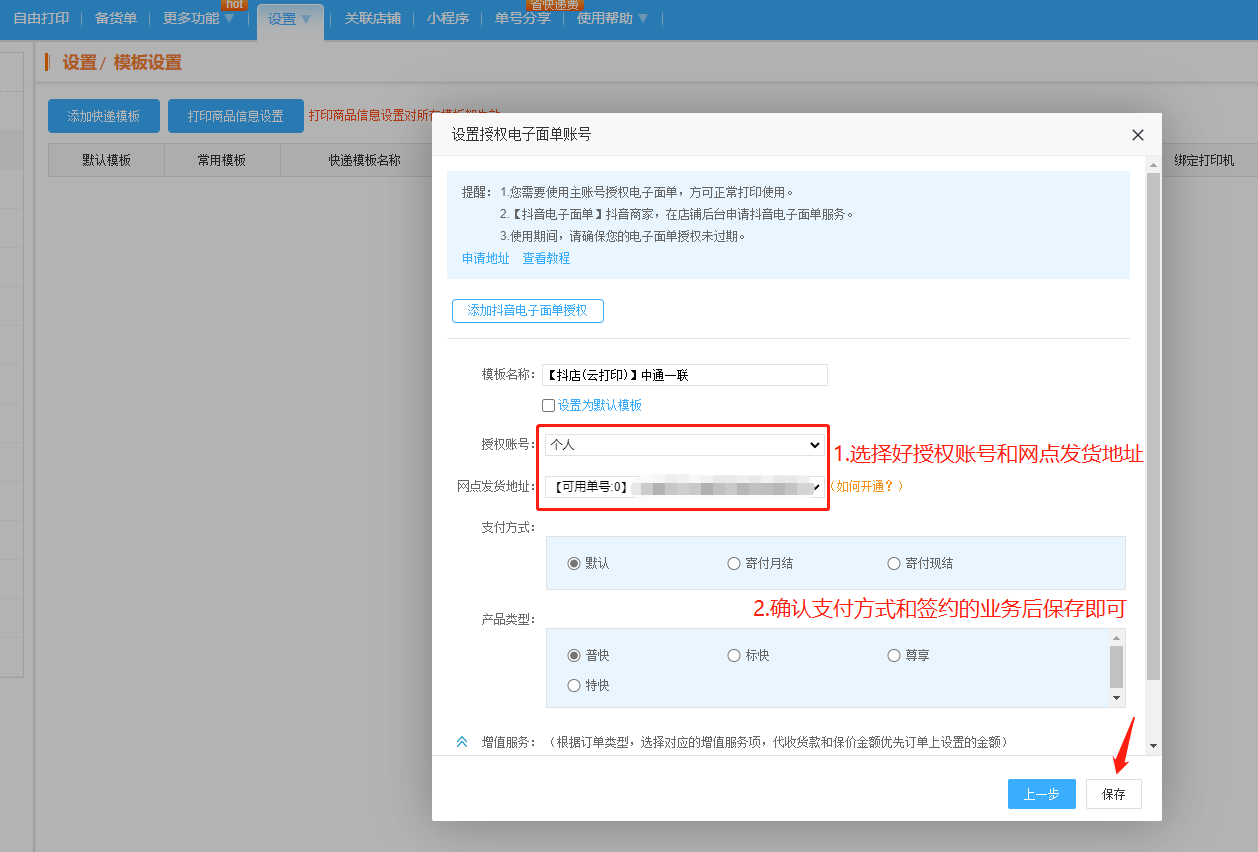 自由打印 备货单 更多功能 hot 设置 关联店铺 小程序 单号分享 省快递费 使用帮助
设置 / 模板设置
添加快递模板 打印商品信息设置
默认模板 常用模板 快递模板名称 绑定打印机
设置授权电子面单账号
提醒：1.您需要使用主账号授权电子面单，方可正常打印使用。
2.【抖音电子面单】抖音商家，在店铺后台申请抖音电子面单服务。
3.使用期间，请确保您的电子面单授权未过期。
申请地址 查看教程
添加抖音电子面单授权
模板名称： 【抖店(云打印)】中通一联
设置为默认模板
授权账号： 个人
1.选择好授权账号和网点发货地址
网点发货地址： 【可用单号:0】 （如何开通？）
支付方式：
默认 寄付月结 寄付现结
2.确认支付方式和签约的业务后保存即可
产品类型：
普快 标快 尊享
特快
增值服务： （根据订单类型，选择对应的增值服务项，代收货款和保价金额优先订单上设置的金额）
上一步 保存